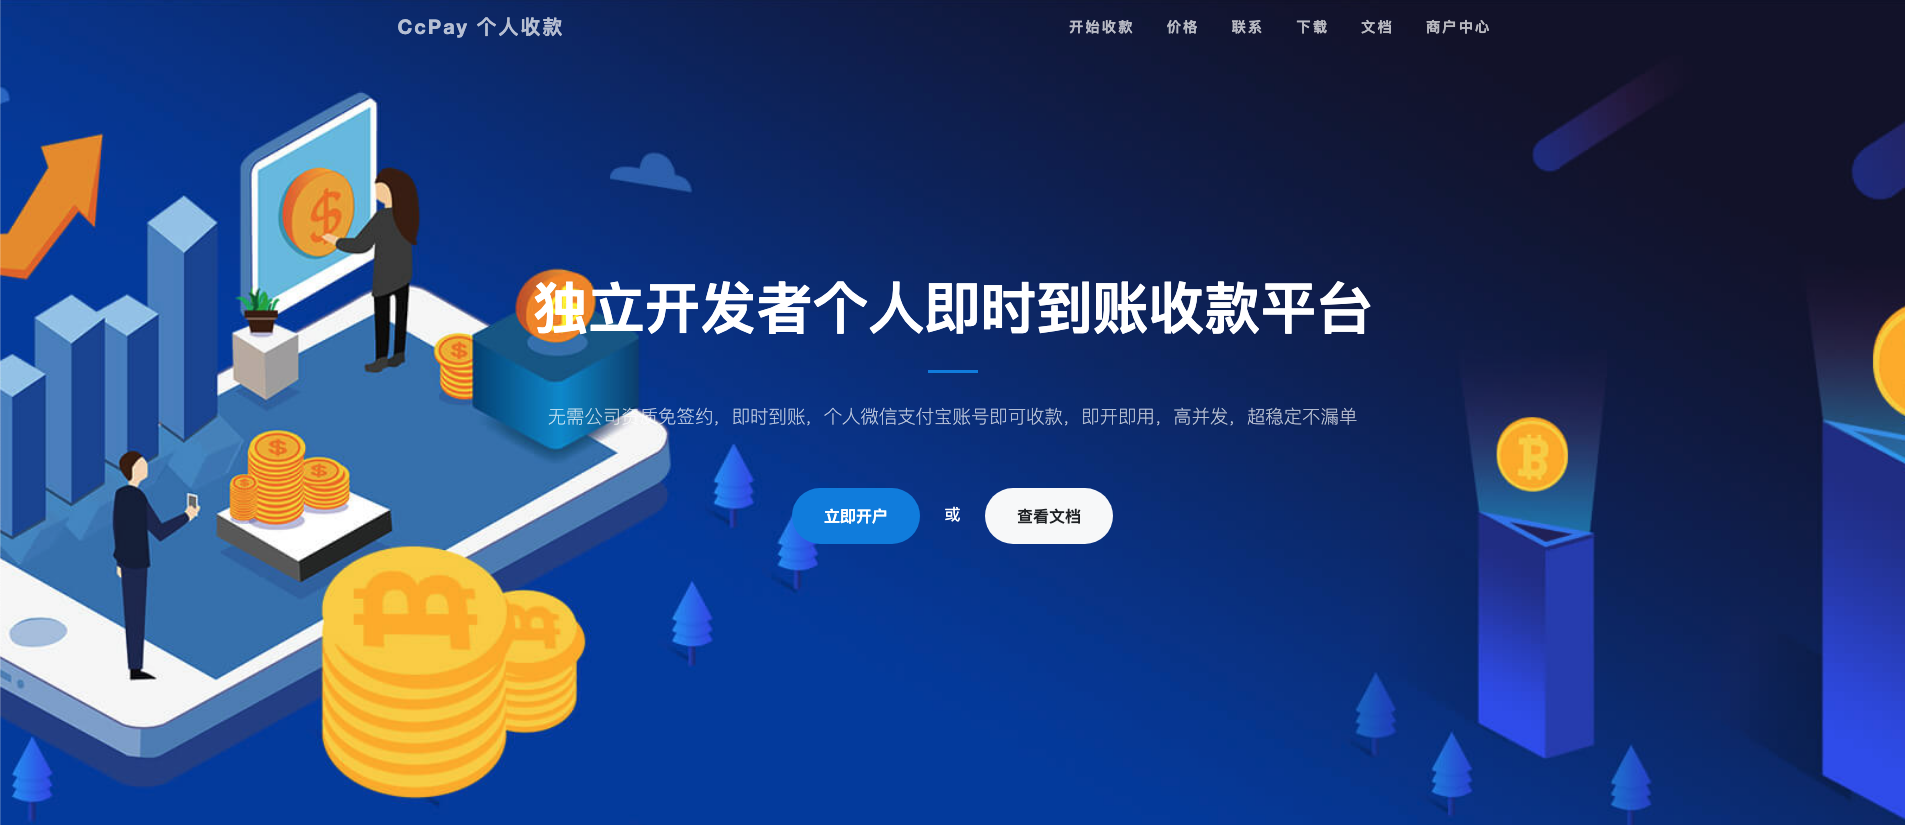 CcPay 个人收款
开始收款 价格 联系 下载 文档 商户中心
独立开发者个人即时到账收款平台
无需公司资质免签约，即时到账，个人微信支付宝账号即可收款，即开即用，高并发，超稳定不漏单
立即开户 或 查看文档